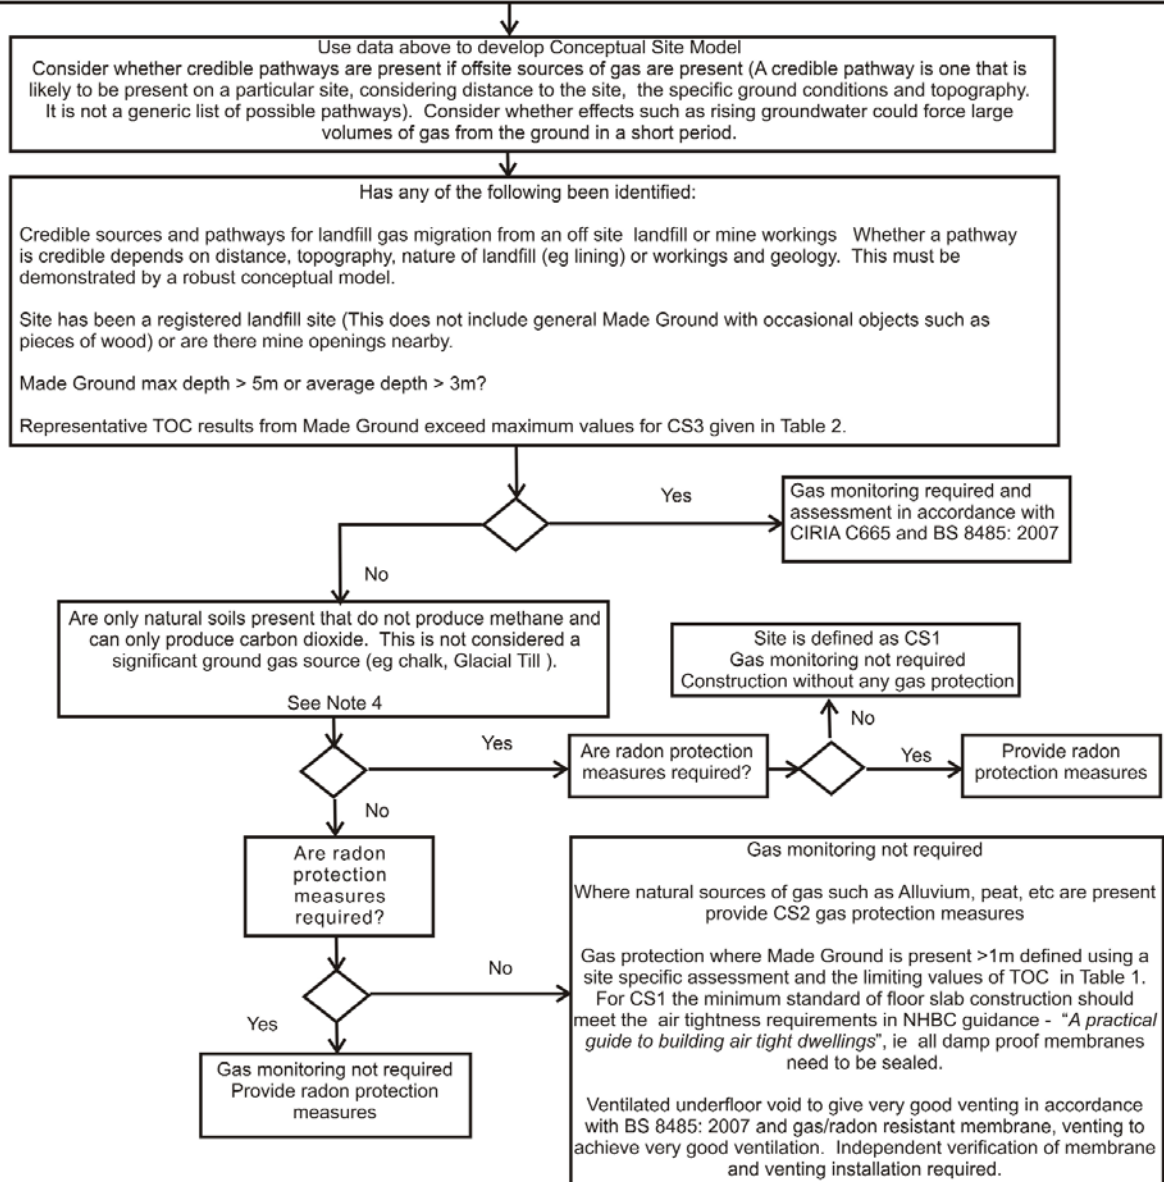 Use data above to develop Conceptual Site Model
Consider whether credible pathways are present if offsite sources of gas are present (A credible pathway is one that is
likely to be present on a particular site, considering distance to the site, the specific ground conditions and topography.
It is not a generic list of possible pathways). Consider whether effects such as rising groundwater could force large
volumes of gas from the ground in a short period.
Has any of the following been identified:
Credible sources and pathways for landfill gas migration from an off site landfill or mine workings Whether a pathway
is credible depends on distance, topography, nature of landfill (eg lining) or workings and geology. This must be
demonstrated by a robust conceptual model.
Site has been a registered landfill site (This does not include general Made Ground with occasional objects such as
pieces of wood) or are there mine openings nearby.
Made Ground max depth > 5m or average depth > 3m?
Representative TOC results from Made Ground exceed maximum values for CS3 given in Table 2.
Yes
Gas monitoring required and
assessment in accordance with
CIRIA C665 and BS 8485: 2007
No
Are only natural soils present that do not produce methane and
can only produce carbon dioxide. This is not considered a
significant ground gas source (eg chalk, Glacial Till ).
See Note 4
Site is defined as CS1
Gas monitoring not required
Construction without any gas protection
No
Yes
Are radon protection
measures required?
Yes
Provide radon
protection measures
No
Are radon
protection
measures
required?
No
Yes
Gas monitoring not required
Provide radon protection
measures
Gas monitoring not required
Where natural sources of gas such as Alluvium, peat, etc are present
provide CS2 gas protection measures
Gas protection where Made Ground is present >1m defined using a
site specific assessment and the limiting values of TOC in Table 1.
For CS1 the minimum standard of floor slab construction should
meet the air tightness requirements in NHBC guidance - “A practical
guide to building air tight dwellings”, ie all damp proof membranes
need to be sealed.
Ventilated underfloor void to give very good venting in accordance
with BS 8485: 2007 and gas/radon resistant membrane, venting to
achieve very good ventilation. Independent verification of membrane
and venting installation required.